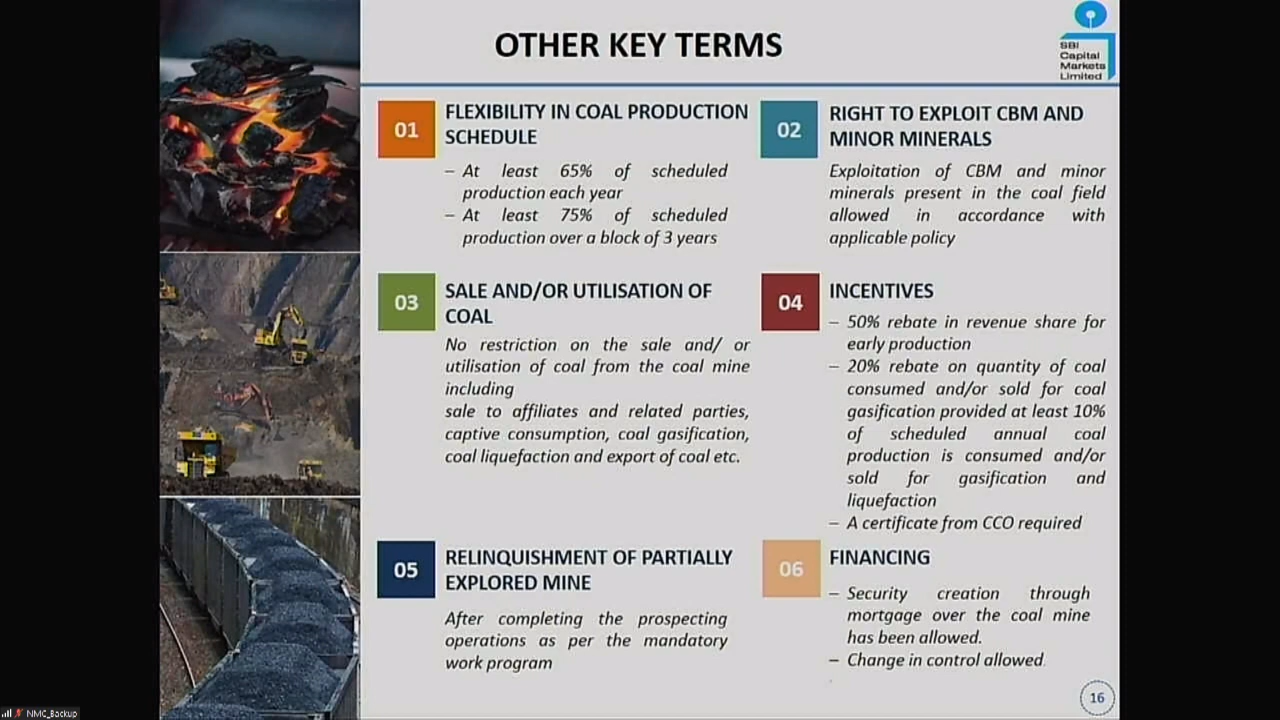 OTHER KEY TERMS
SBI
Capital
Markets
Limited
01
FLEXIBILITY IN COAL PRODUCTION
SCHEDULE
– At least 65% of scheduled
production each year
– At least 75% of scheduled
production over a block of 3 years
02
RIGHT TO EXPLOIT CBM AND
MINOR MINERALS
Exploitation of CBM and minor
minerals present in the coal field
allowed in accordance with
applicable policy
03
SALE AND/OR UTILISATION OF
COAL
No restriction on the sale and/ or
utilisation of coal from the coal mine
including
sale to affiliates and related parties,
captive consumption, coal gasification,
coal liquefaction and export of coal etc.
04
INCENTIVES
– 50% rebate in revenue share for
early production
– 20% rebate on quantity of coal
consumed and/or sold for coal
gasification provided at least 10%
of scheduled annual coal
production is consumed and/or
sold for gasification and
liquefaction
– A certificate from CCO required
05
RELINQUISHMENT OF PARTIALLY
EXPLORED MINE
After completing the prospecting
operations as per the mandatory
work program
06
FINANCING
– Security creation through
mortgage over the coal mine
has been allowed.
– Change in control allowed.
16
NMC_Backup